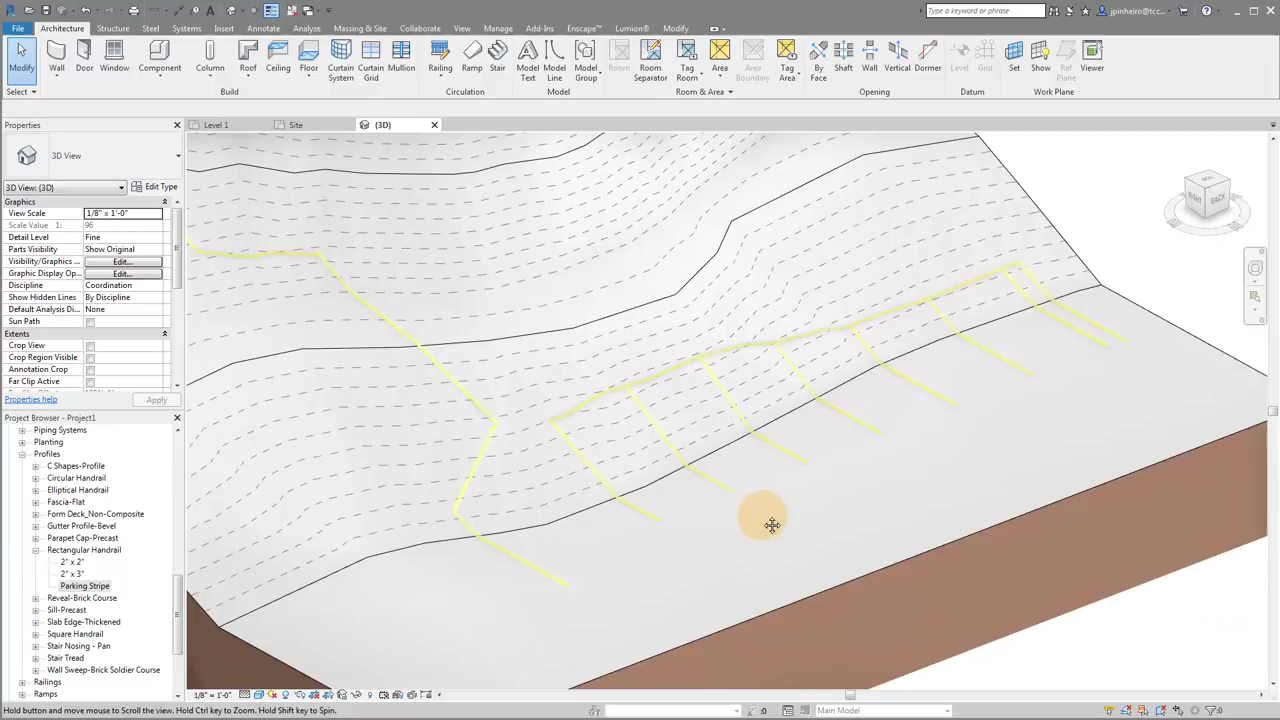 Type a keyword or phrase
jpinheiro@tcc...
File Architecture Structure Steel Systems Insert Annotate Analyze Massing & Site Collaborate View Manage Add-Ins Enscape™ Lumion® Modify
Modify Wall Door Window Component Column Roof Ceiling Floor Curtain System Curtain Grid Mullion Railing Ramp Stair Model Text Model Line Model Group Room Room Separator Tag Room Area Area Boundary Tag Area By Face Shaft Wall Vertical Dormer Level Grid Set Show Ref Plane Viewer
Select Build Circulation Model Room & Area Opening Datum Work Plane
Properties
Level 1 Site {3D}
3D View
3D View: {3D} Edit Type
Graphics
View Scale 1/8" = 1'-0"
Scale Value 1: 96
Detail Level Fine
Parts Visibility Show Original
Visibility/Graphics ... Edit...
Graphic Display Op... Edit...
Discipline Coordination
Show Hidden Lines By Discipline
Default Analysis Di... None
Sun Path
Extents
Crop View
Crop Region Visible
Annotation Crop
Far Clip Active
Properties help Apply
Project Browser - Project1
Piping Systems
Planting
Profiles
C Shapes-Profile
Circular Handrail
Elliptical Handrail
Fascia-Flat
Form Deck_Non-Composite
Gutter Profile-Bevel
Parapet Cap-Precast
Rectangular Handrail
2" x 2"
2" x 3"
Parking Stripe
Reveal-Brick Course
Sill-Precast
Slab Edge-Thickened
Square Handrail
Stair Nosing - Pan
Stair Tread
Wall Sweep-Brick Soldier Course
Railings
Ramps
RIGHT BACK
1/8" = 1'-0"
Hold button and move mouse to Scroll the view. Hold Ctrl key to Zoom. Hold Shift key to Spin.
:0 Main Model :0